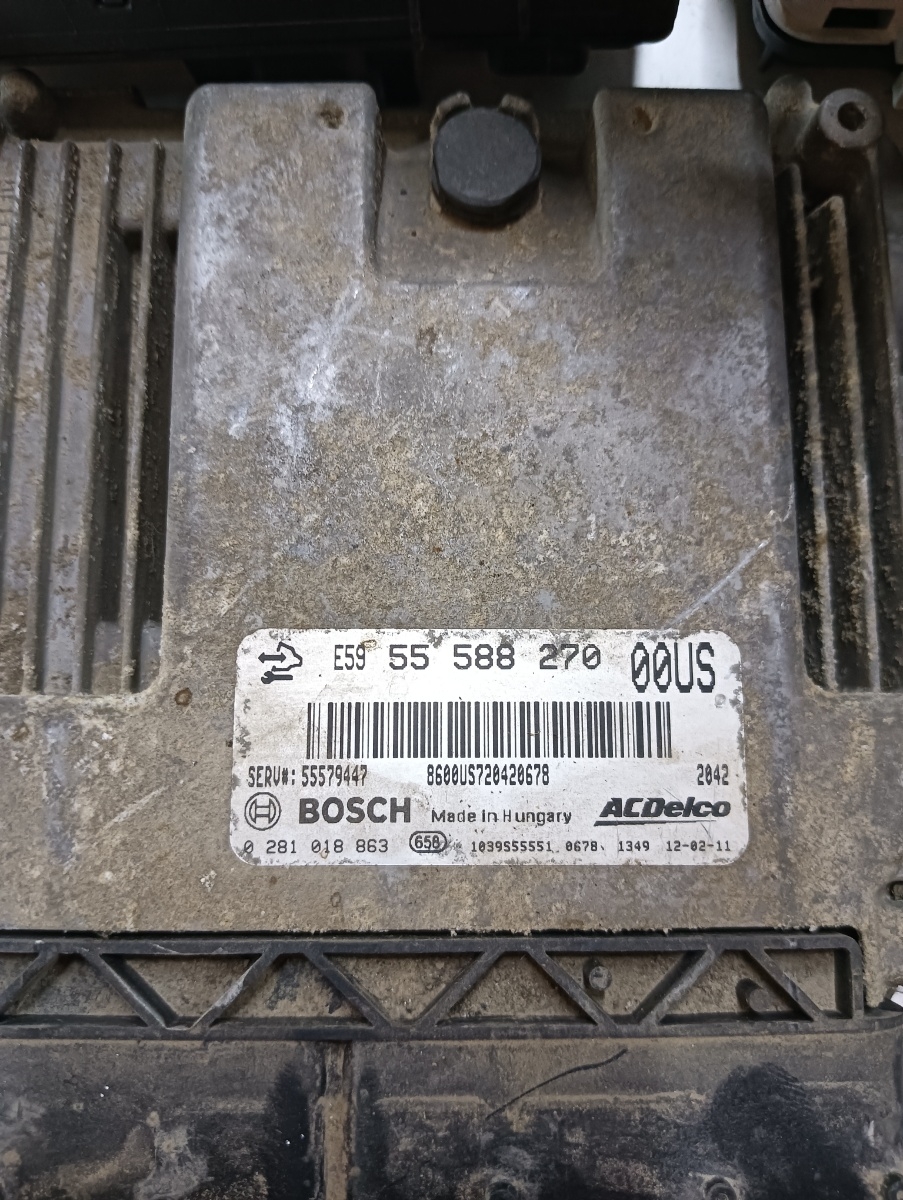 E59 55 588 270 00US
SERV#: 55579447 8600US720420678 2042
BOSCH Made in Hungary ACDelco
0 281 018 863 658 1039S55551 0678 1349 12-02-11